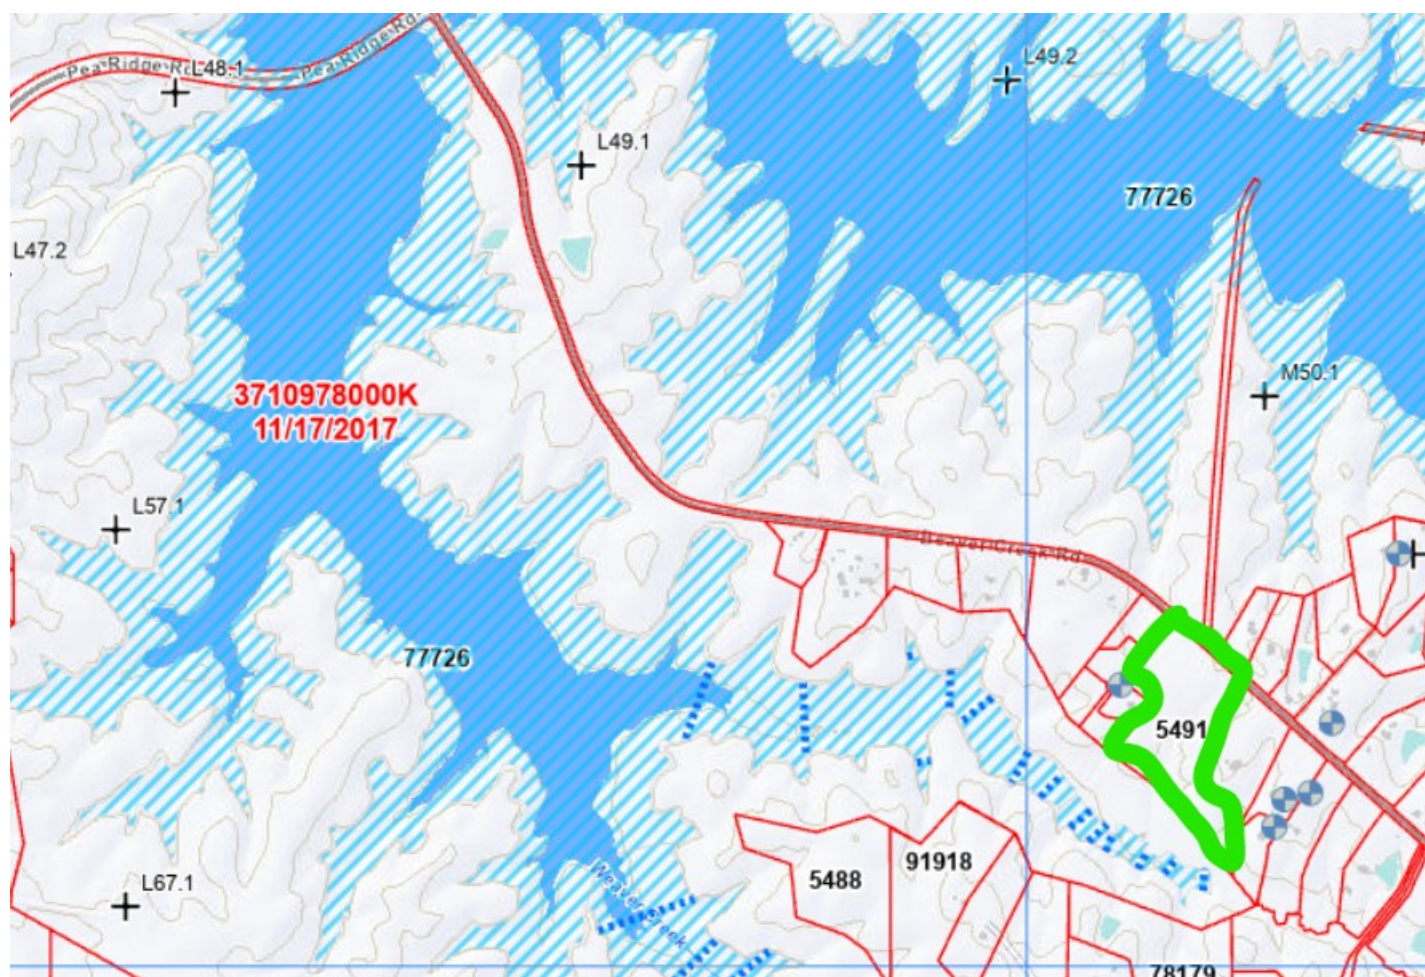 Pea Ridge Rd
L48.1
Pea Ridge Rd
L49.2
L49.1
77726
L47.2
3710978000K
11/17/2017
M50.1
L57.1
Beaver Creek Rd
77726
5491
91918
5488
L67.1
Weaver Creek
78179